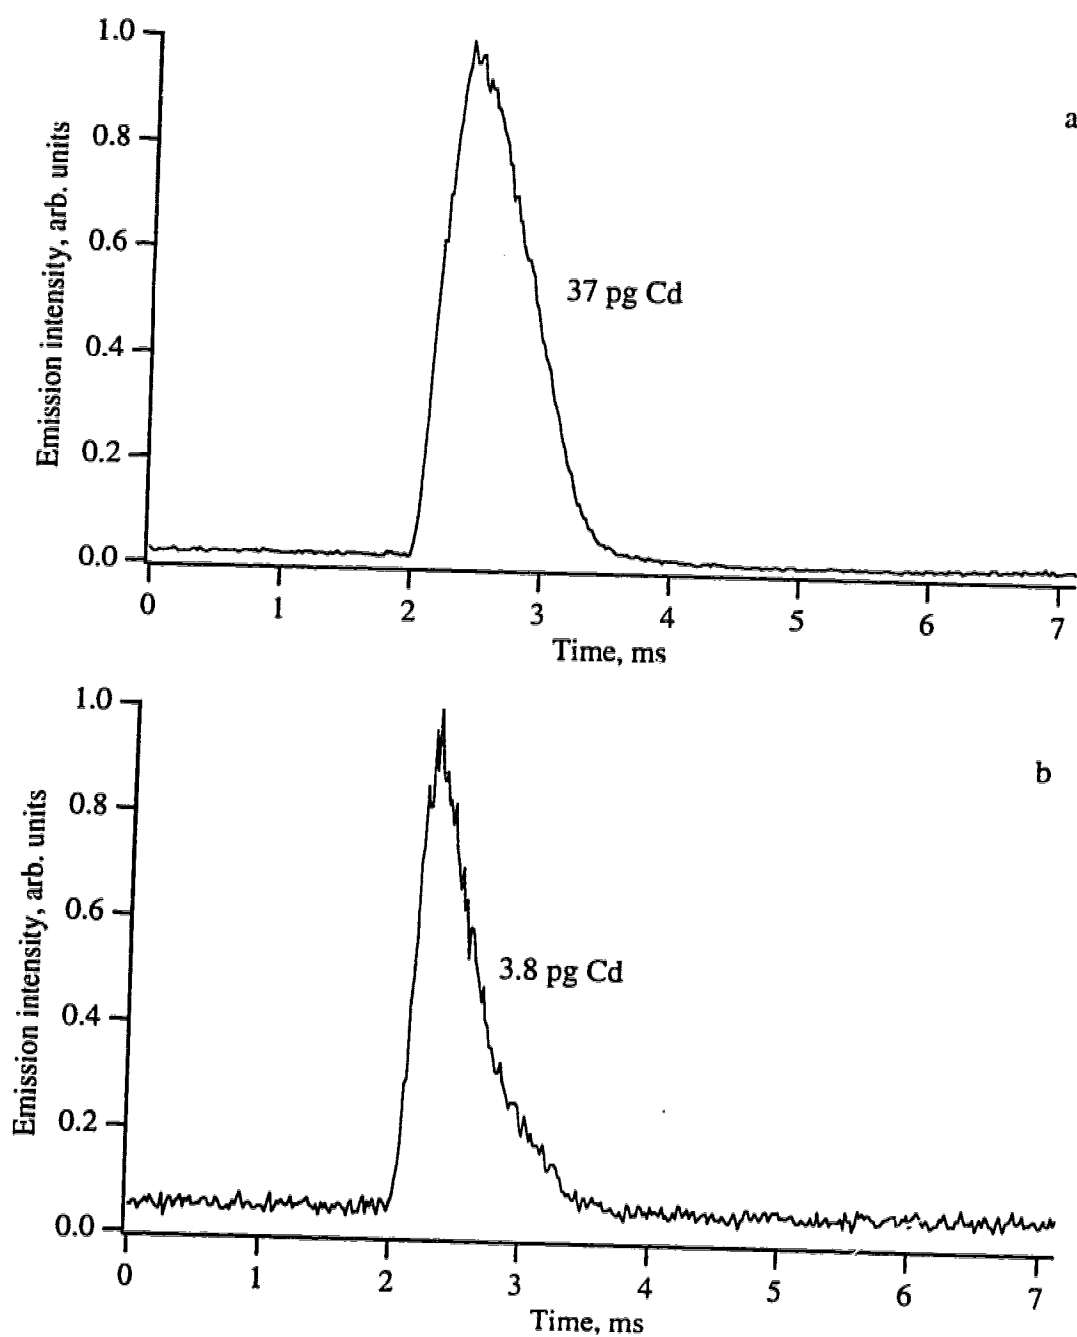 1.0
0.8
0.6
0.4
0.2
0.0
Emission intensity, arb. units
a
37 pg Cd
0 1 2 3 4 5 6 7
Time, ms
1.0
0.8
0.6
0.4
0.2
0.0
Emission intensity, arb. units
b
3.8 pg Cd
0 1 2 3 4 5 6 7
Time, ms